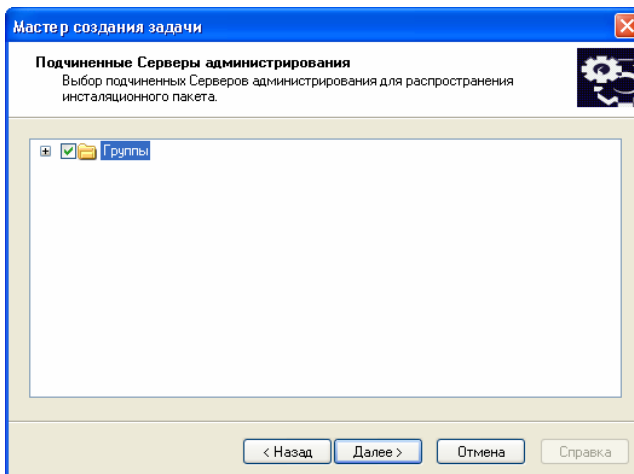 Мастер создания задачи
Подчиненные Серверы администрирования
Выбор подчиненных Серверов администрирования для распространения
инсталяционного пакета.
Группы
< Назад
Далее >
Отмена
Справка